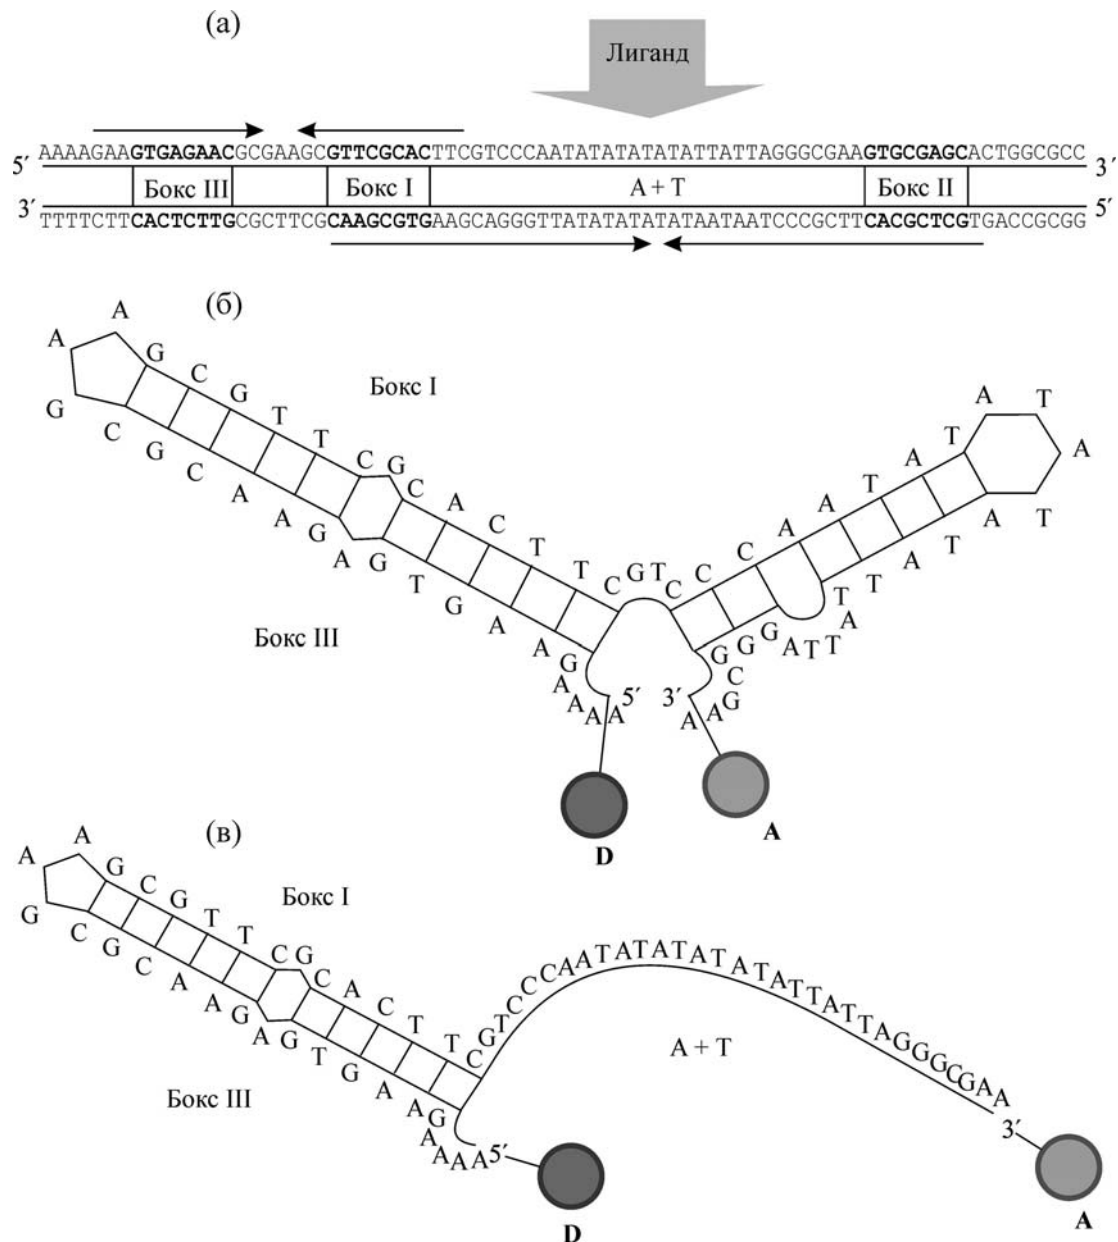 (а)
Лиганд
5′ AAAAGAAGTGAGAACGCGAAGCGTTCGCACTTCGTCCCAATATATATATATTATTAGGGCGAAGTGCGAGCACTGGCGCC 3′
Бокс III Бокс I A + T Бокс II
3′ TTTTCTTCACTCTTGCGCTTCGCAAGCGTGAAGCAGGGTTATATATATATAATAATCCCGCTTCACGCTCGTGACCGCGG 5′
(б)
A A G C G T T C G C A C T T C G T C C C A A T A T A T A
Бокс I
G C G C A A G A G T G A A G A A A A 5′
Бокс III
T A T A T T A T T A G G G C G A A 3′
D
A
(в)
A A G C G T T C G C A C T T C G T C C C A A T A T A T A T A T A T T A T T A G G G C G A A 3′
Бокс I
A + T
G C G C A A G A G T G A A G A A A A 5′
Бокс III
D
A